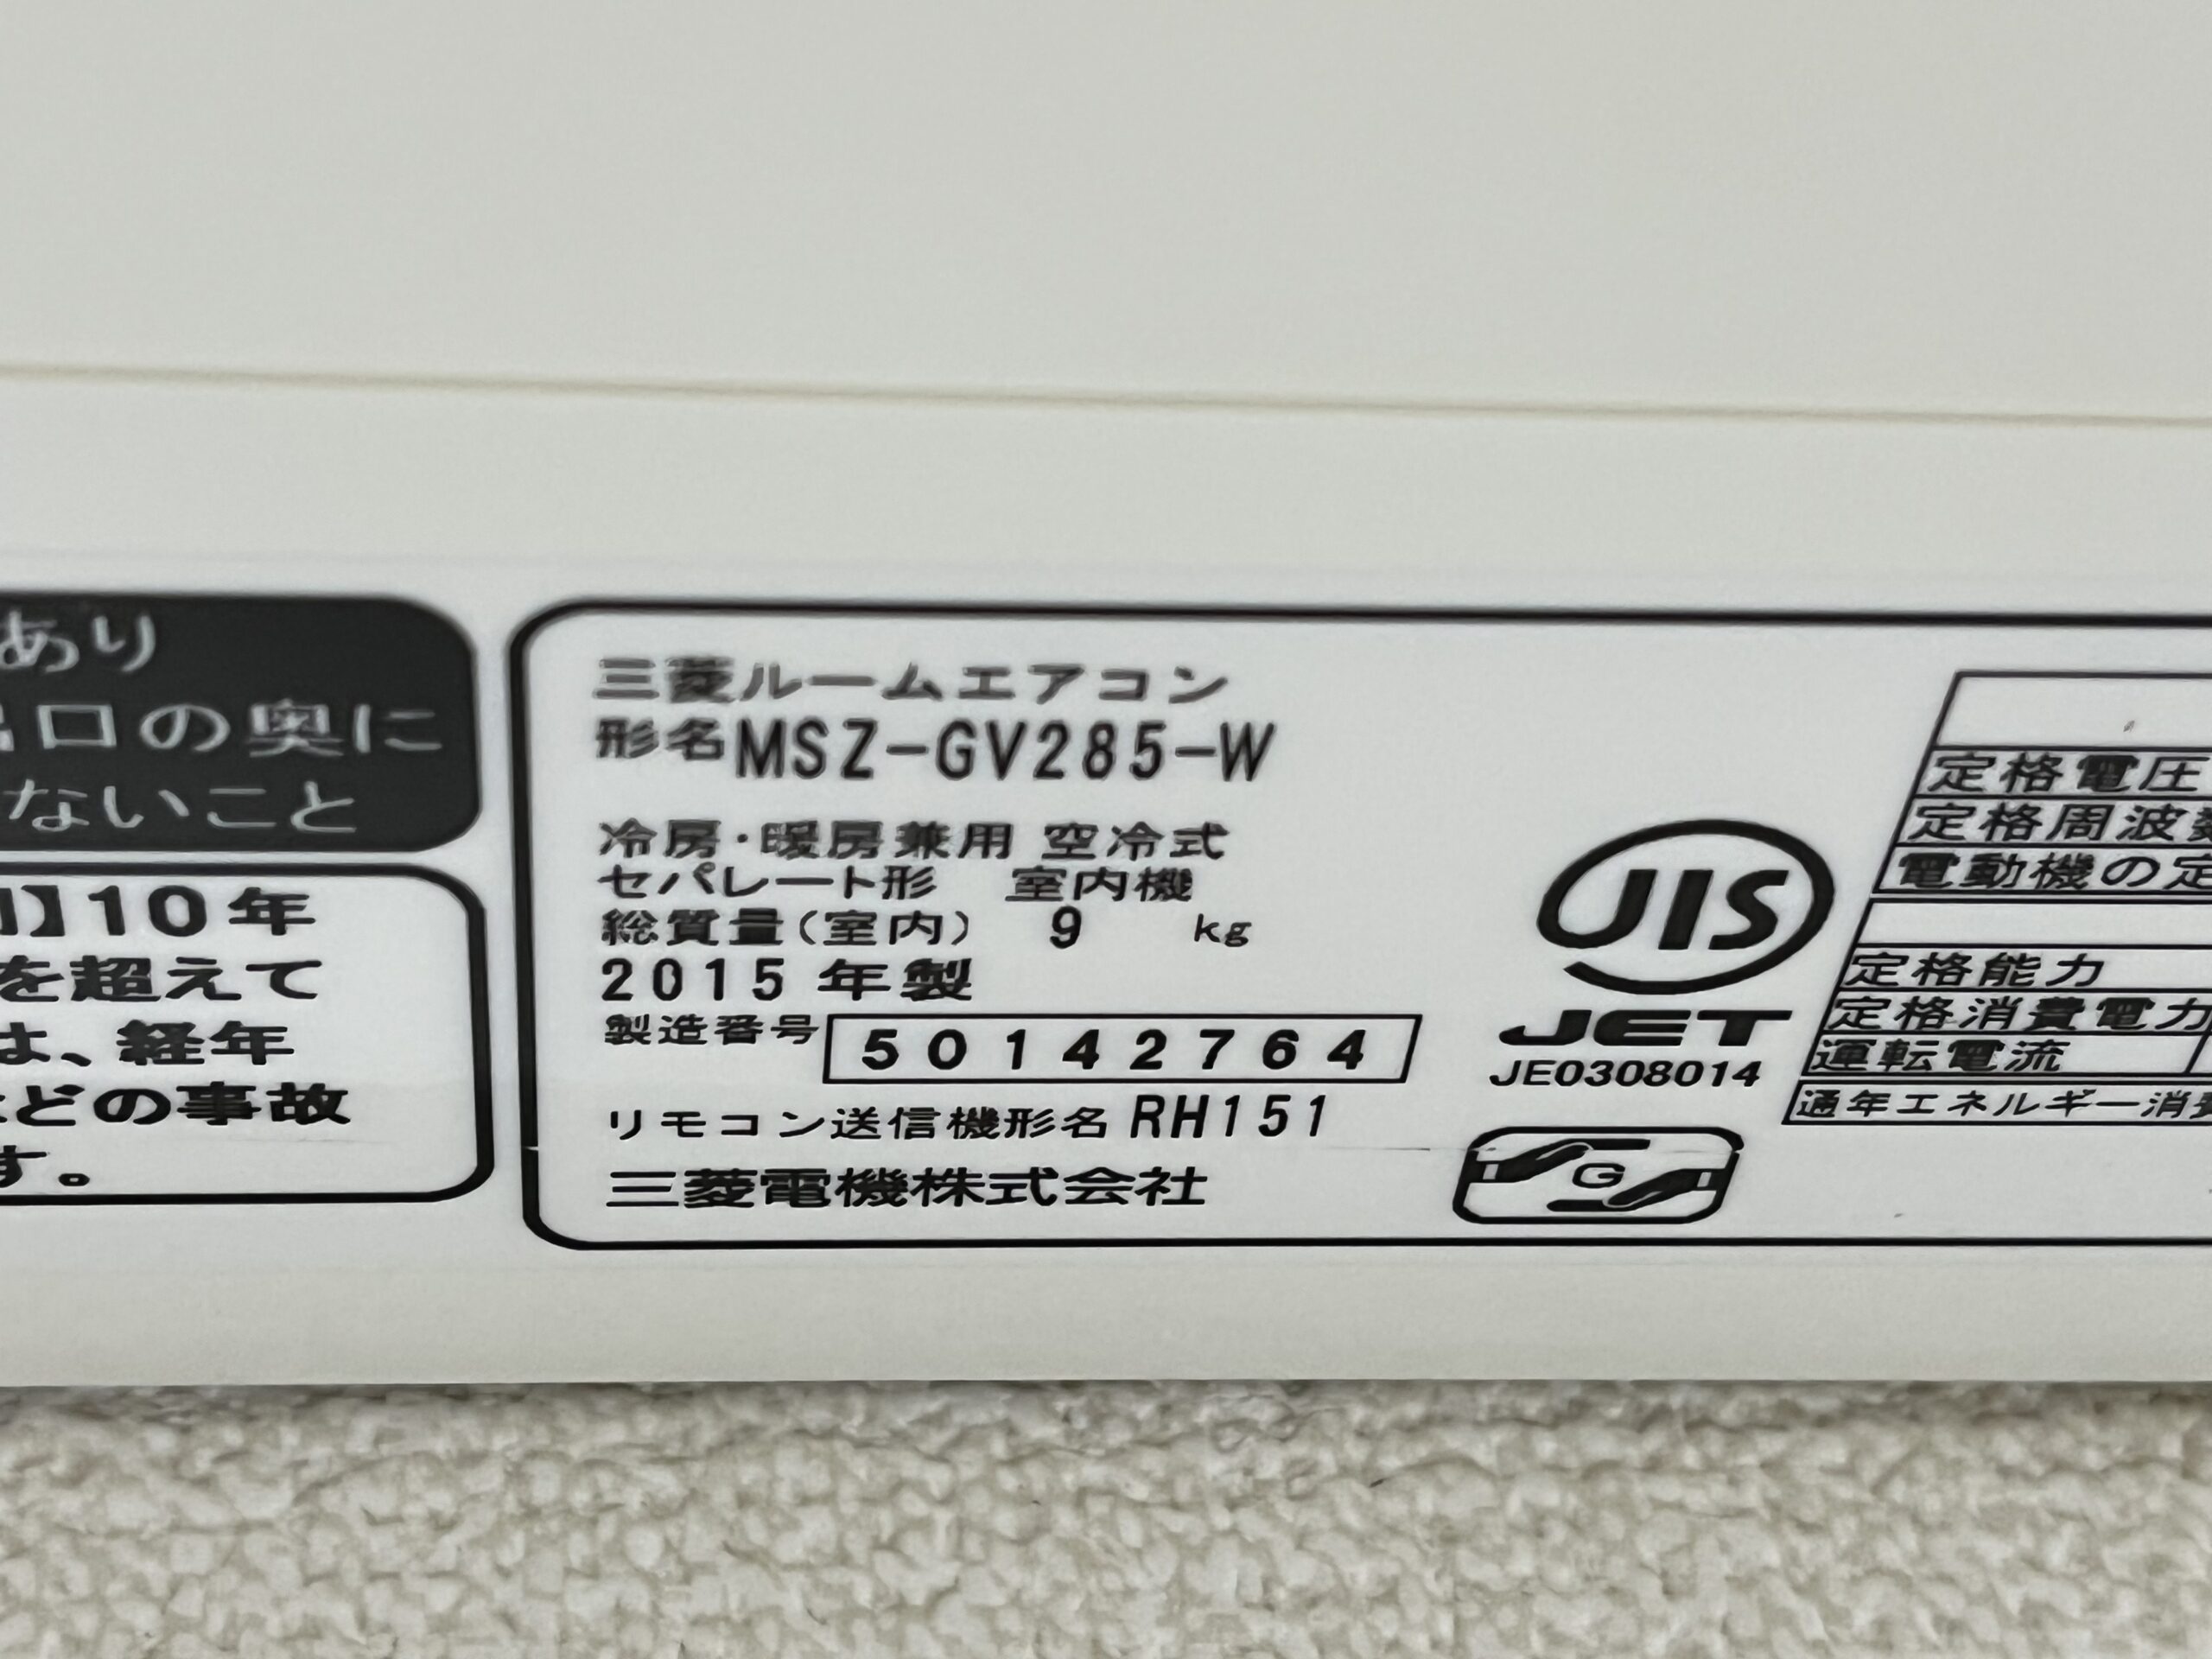 あり
出口の奥に
ないこと
】10年
を超えて
は、経年
どの事故
す。
三菱ルームエアコン
形名MSZ-GV285-W
冷房・暖房兼用 空冷式
セパレート形 室内機
総質量(室内) 9 kg
2015 年製
製造番号 50142764
リモコン送信機形名 RH151
三菱電機株式会社
JIS
JET
JE0308014
G
定格電圧
定格周波数
電動機の定
定格能力
定格消費電力
運転電流
通年エネルギー消費